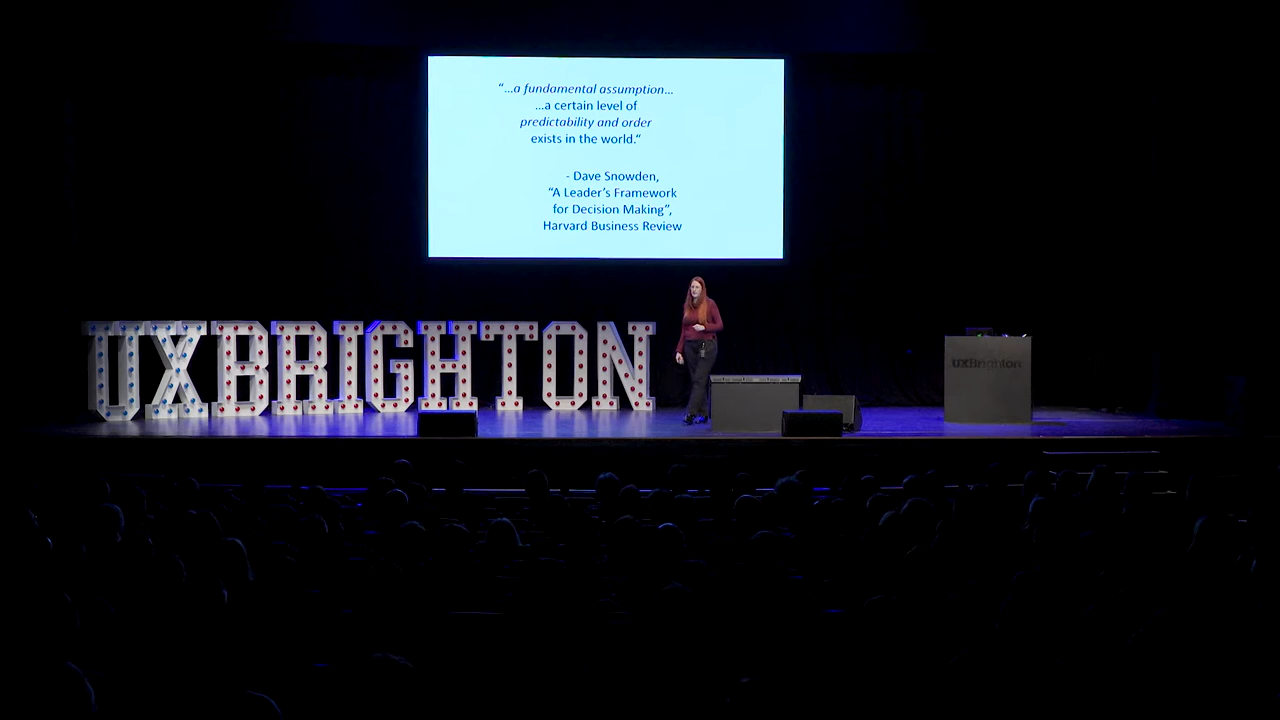 “...a fundamental assumption...
...a certain level of
predictability and order
exists in the world.“
- Dave Snowden,
“A Leader’s Framework
for Decision Making”,
Harvard Business Review
UXBRIGHTON
uxBrighton